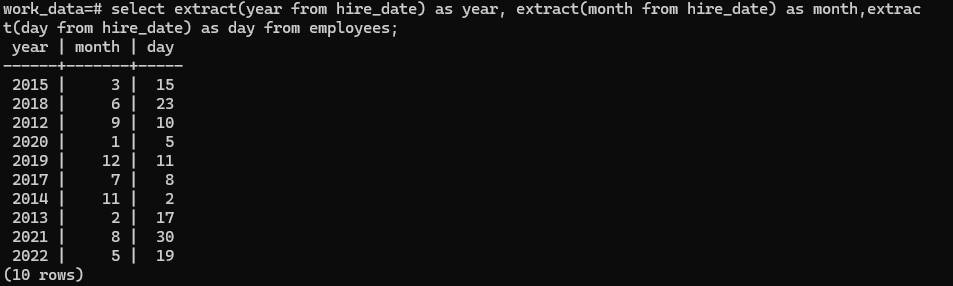 work_data=# select extract(year from hire_date) as year, extract(month from hire_date) as month,extrac
t(day from hire_date) as day from employees;
 year | month | day
------+-------+-----
 2015 |     3 |  15
 2018 |     6 |  23
 2012 |     9 |  10
 2020 |     1 |   5
 2019 |    12 |  11
 2017 |     7 |   8
 2014 |    11 |   2
 2013 |     2 |  17
 2021 |     8 |  30
 2022 |     5 |  19
(10 rows)